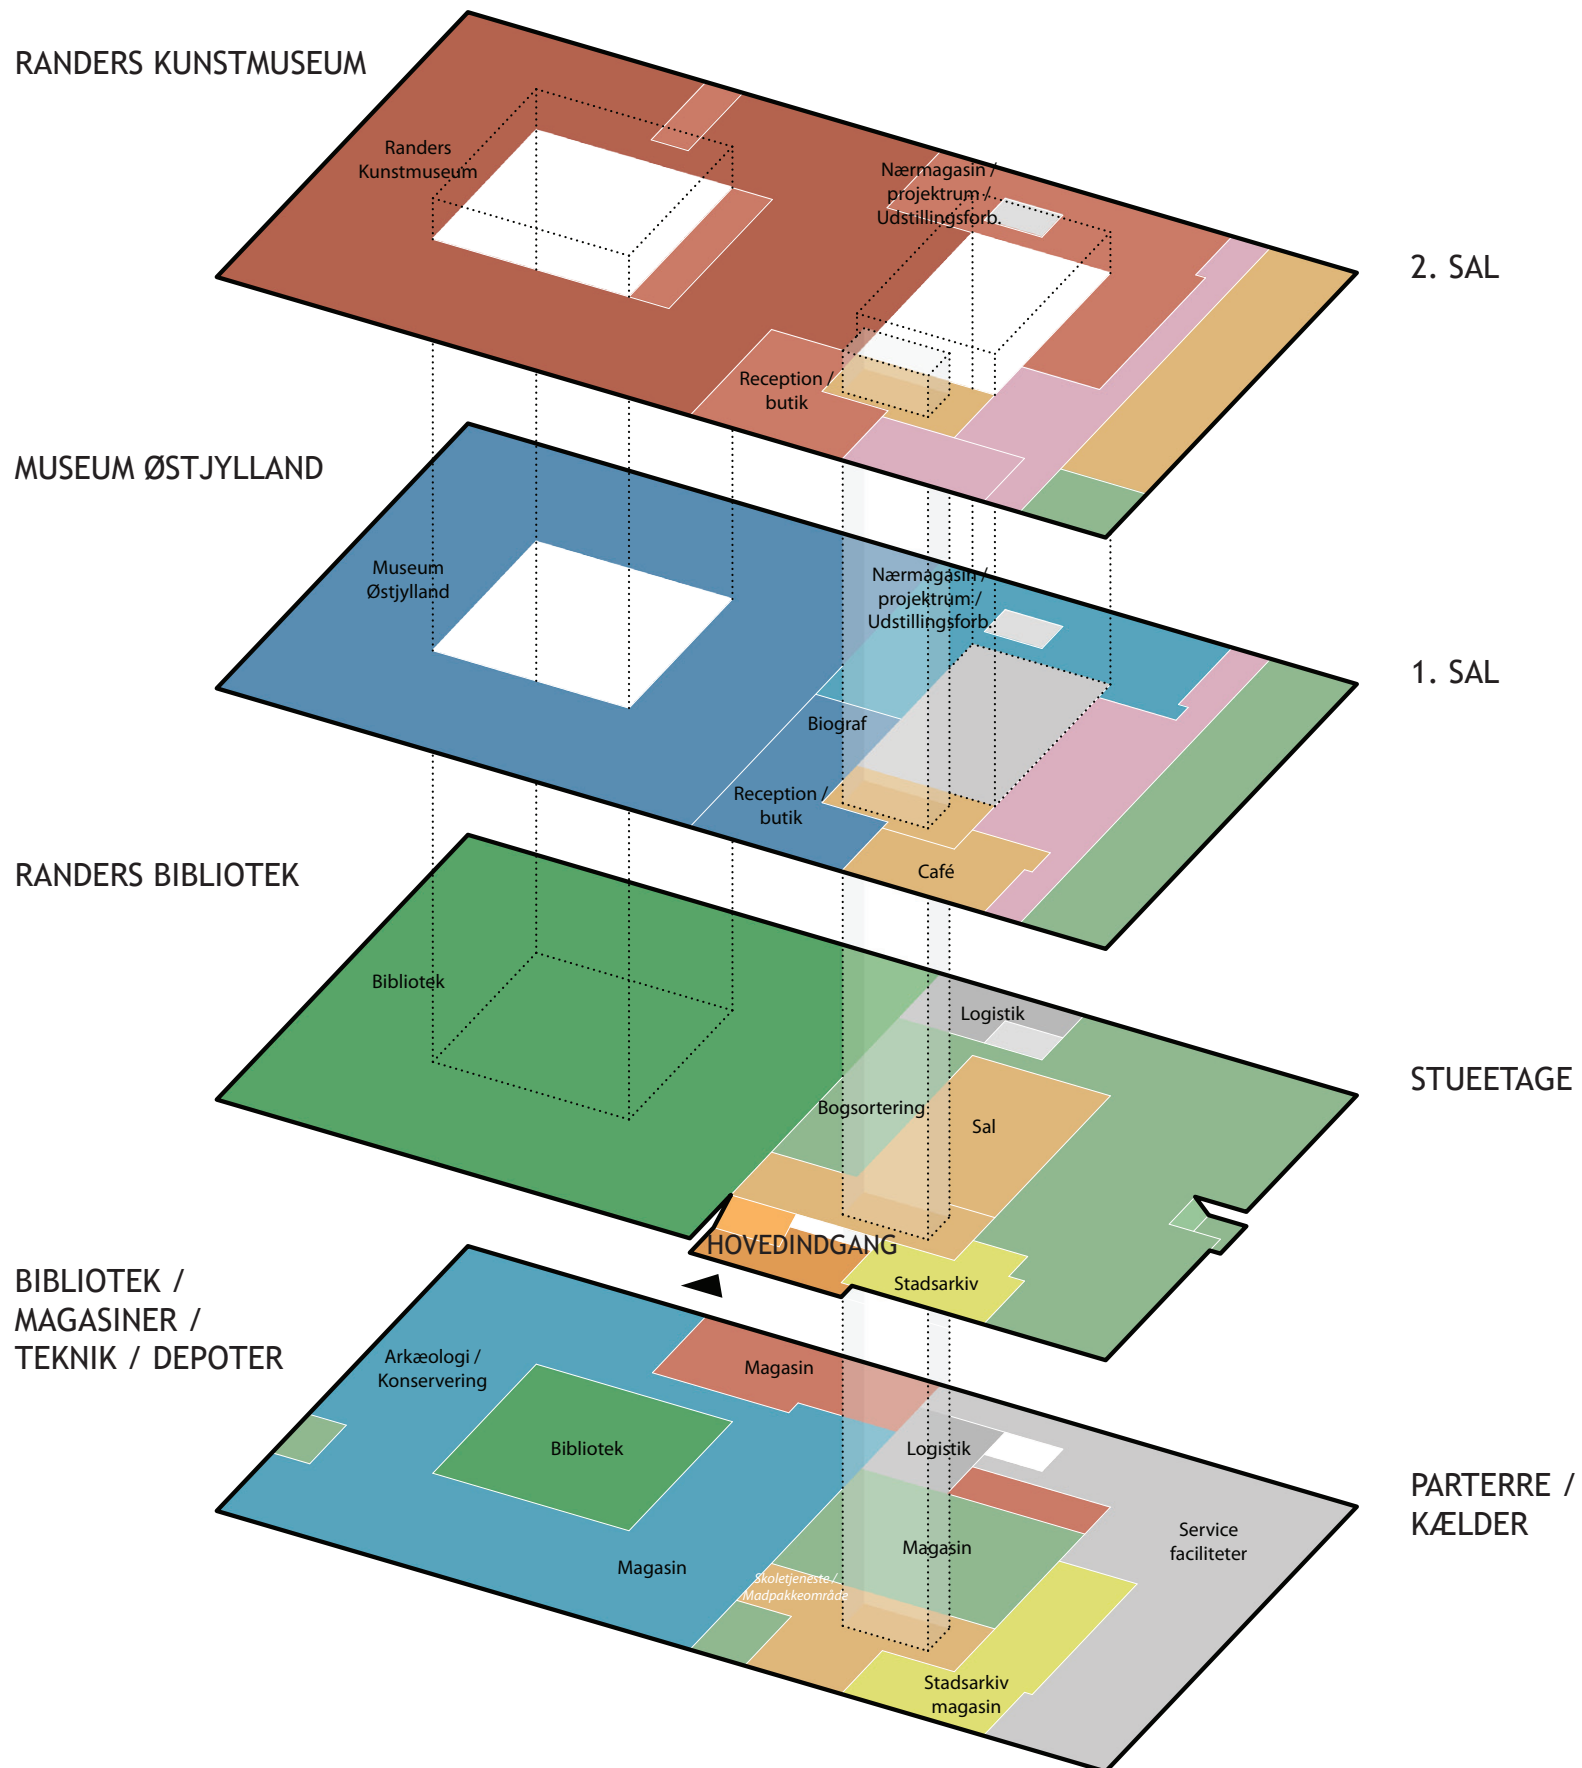 RANDERS KUNSTMUSEUM
Randers
Kunstmuseum
Nærmagasin /
projektrum /
Udstillingsforb.
2. SAL
Reception /
butik
MUSEUM ØSTJYLLAND
Museum
Østjylland
Nærmagasin /
projektrum /
Udstillingsforb.
1. SAL
Biograf
Reception /
butik
Café
RANDERS BIBLIOTEK
Bibliotek
Logistik
STUEETAGE
Bogsortering
Sal
HOVEDINDGANG
Stadsarkiv
BIBLIOTEK /
MAGASINER /
TEKNIK / DEPOTER
Arkæologi /
Konservering
Magasin
Bibliotek
Logistik
PARTERRE /
KÆLDER
Service
faciliteter
Magasin
Magasin
Skoletjeneste /
Madpakkeområde
Stadsarkiv
magasin